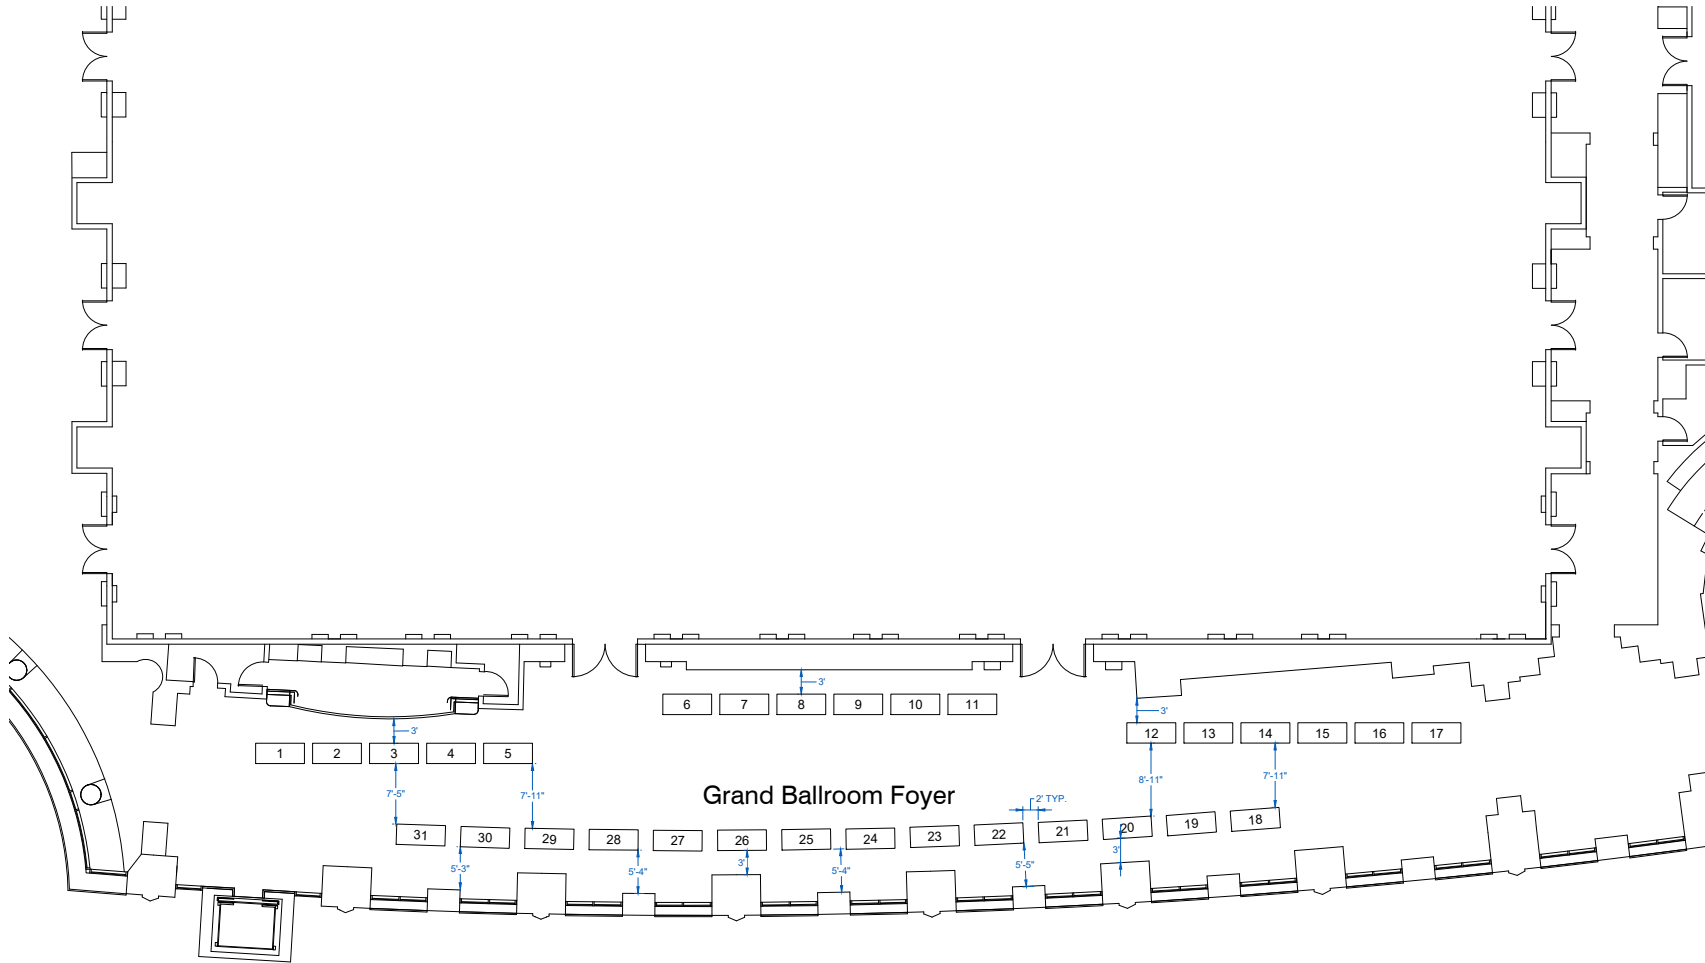 3'
6 7 8 9 10 11
3'
12 13 14 15 16 17
3'
1 2 3 4 5
7'-5"
7'-11"
8'-11"
7'-11"
Grand Ballroom Foyer
2' TYP.
31 30 29 28 27 26 25 24 23 22 21 20 19 18
5'-3"
5'-4"
3'
5'-4"
5'-5"
3'